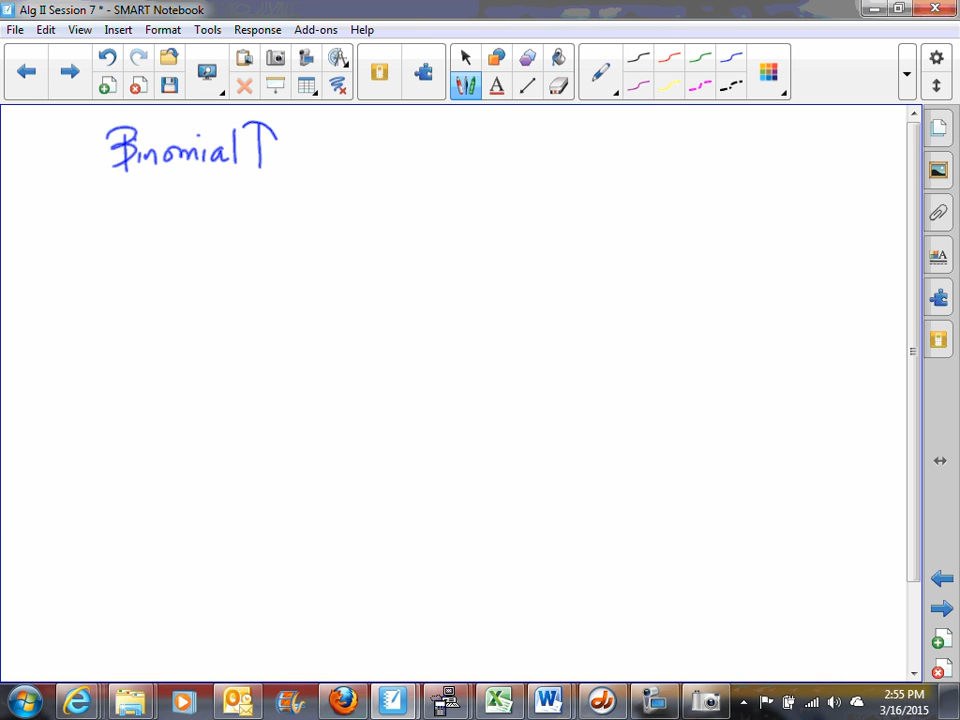 Alg II Session 7 * - SMART Notebook
File Edit View Insert Format Tools Response Add-ons Help
Binomial T
2:55 PM
3/16/2015